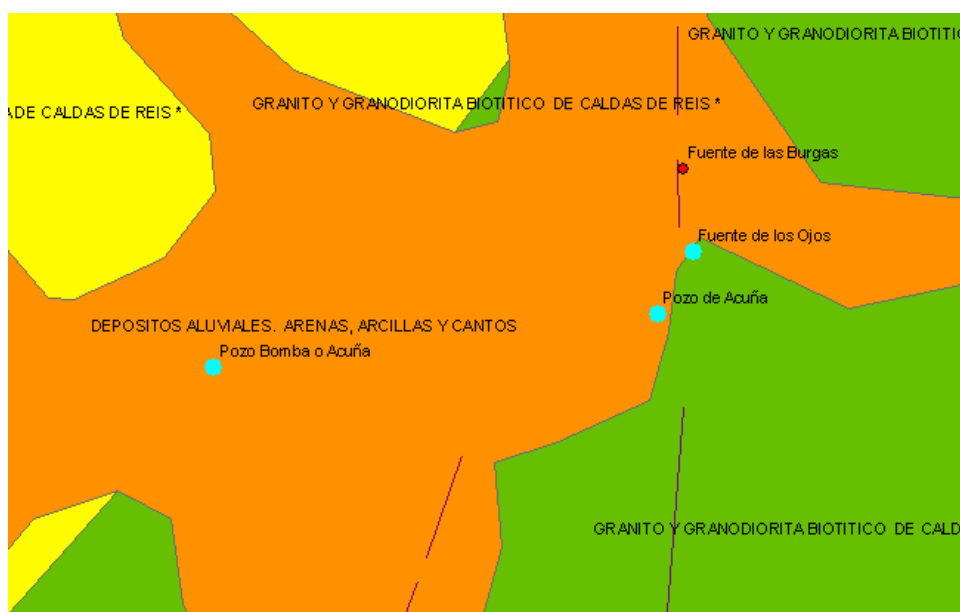 GRANITO Y GRANODIORITA BIOTITIC
GRANITO Y GRANODIORITA BIOTITICO DE CALDAS DE REIS *
ADE CALDAS DE REIS *
Fuente de las Burgas
Fuente de los Ojos
Pozo de Acuña
DEPOSITOS ALUVIALES. ARENAS, ARCILLAS Y CANTOS
Pozo Bomba o Acuña
GRANITO Y GRANODIORITA BIOTITICO DE CALD